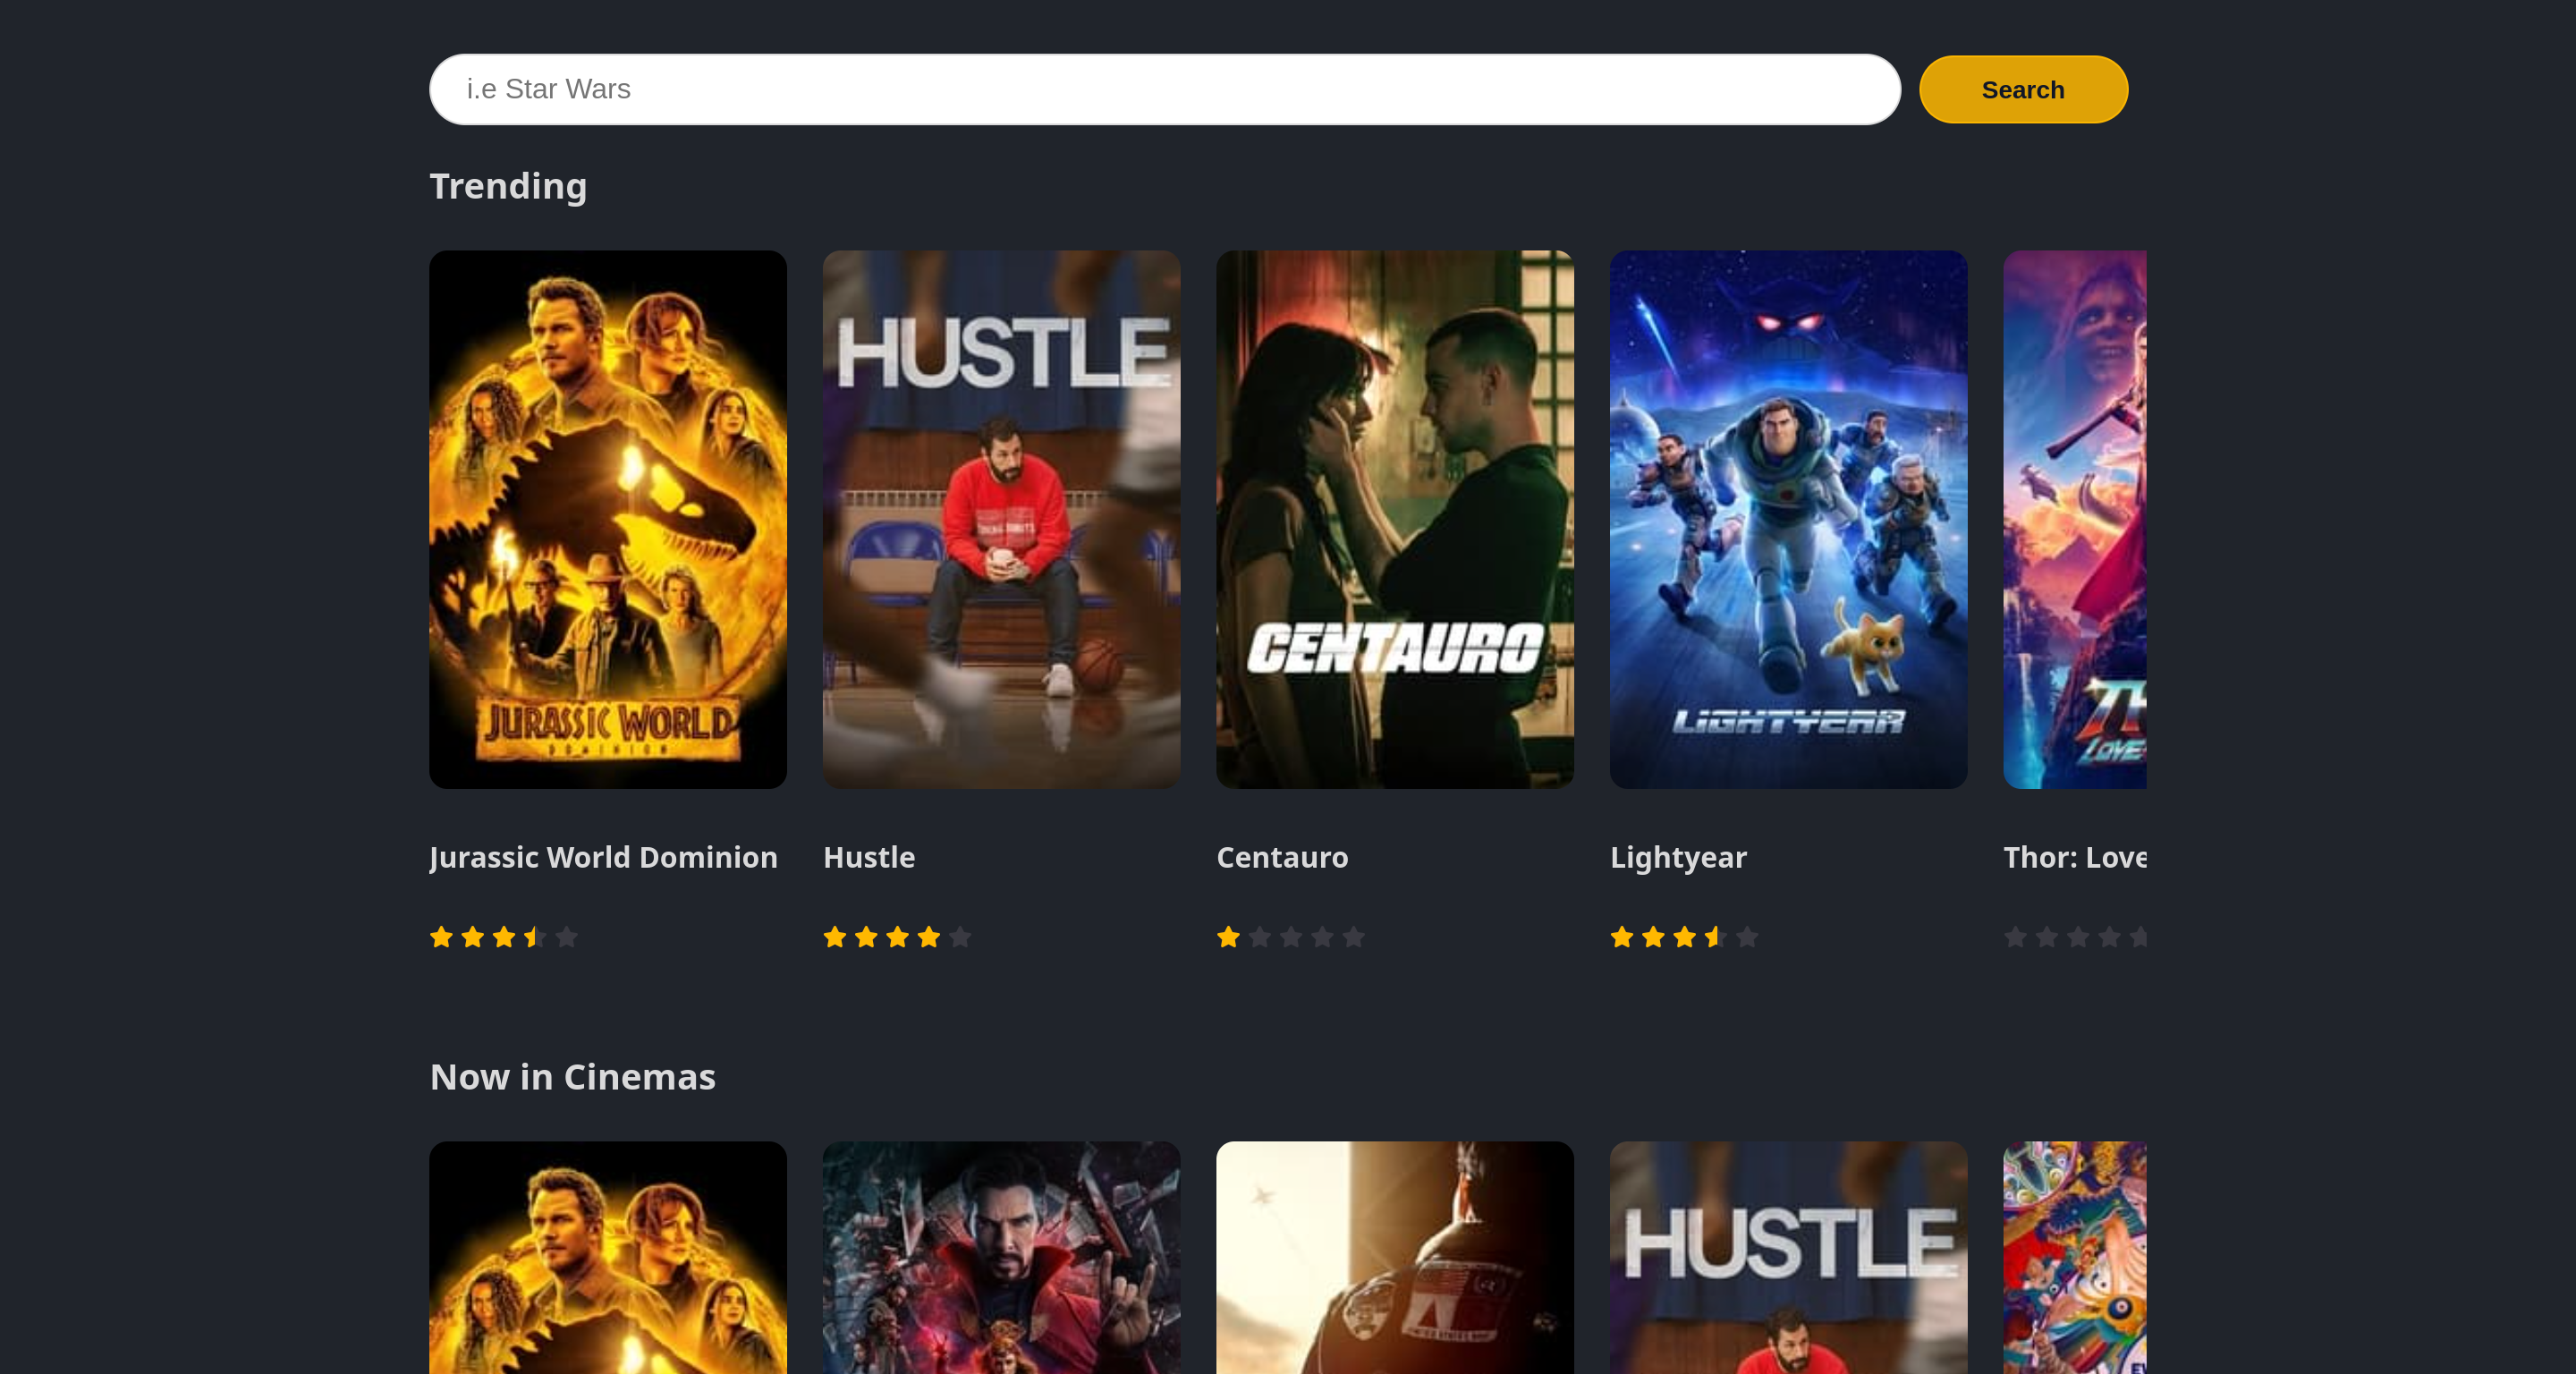 i.e Star Wars
Search
Trending
JURASSIC WORLD
DOMINION
HUSTLE
CENTAURO
LIGHTYEAR
Jurassic World Dominion
Hustle
Centauro
Lightyear
Thor: Love
Now in Cinemas
HUSTLE